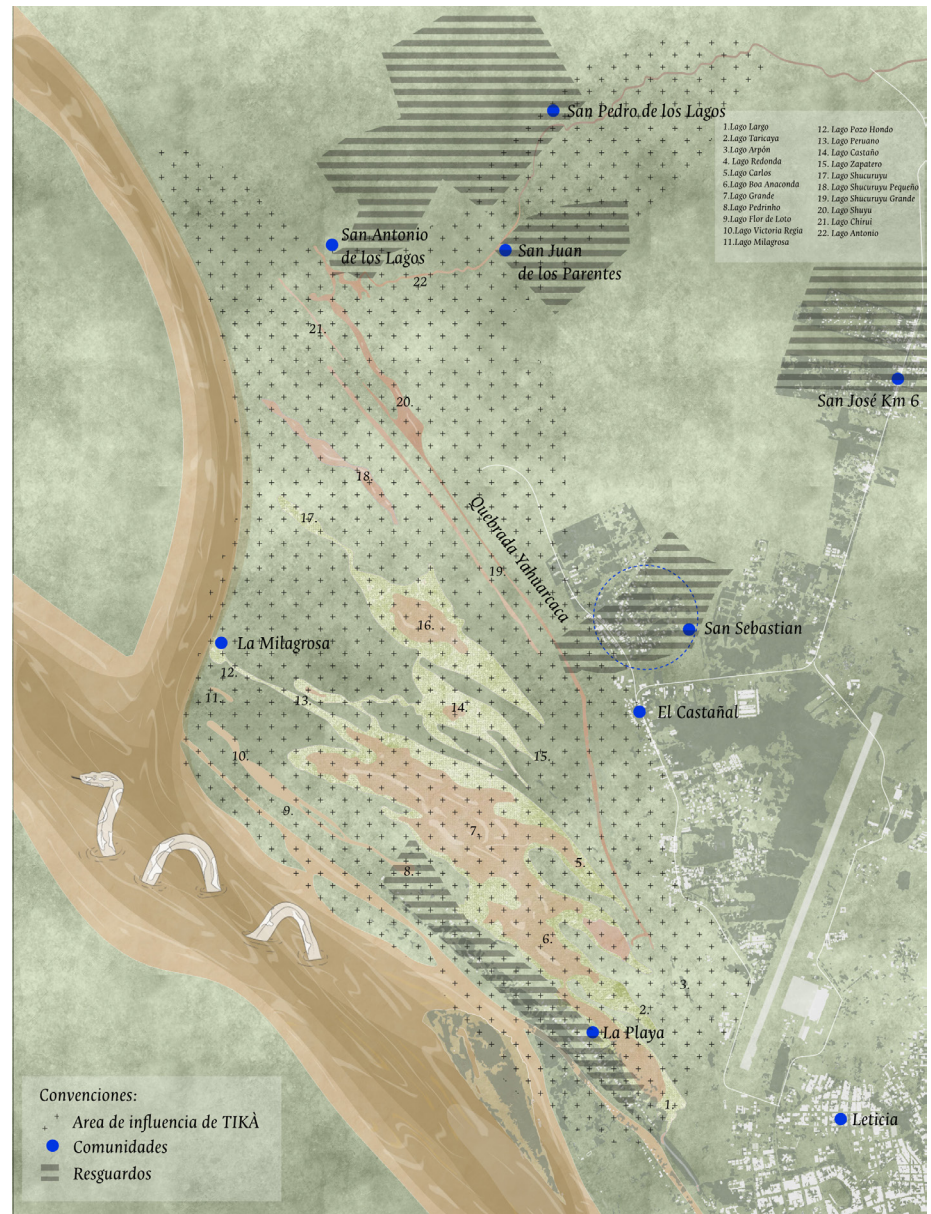 San Pedro de los Lagos
1.Lago Largo
2.Lago Taricaya
3.Lago Arpón
4. Lago Redonda
5.Lago Carlos
6.Lago Boa Anaconda
7.Lago Grande
8.Lago Pedrinho
9.Lago Flor de Loto
10.Lago Victoria Regia
11.Lago Milagrosa
12. Lago Pozo Hondo
13. Lago Peruano
14. Lago Castaño
15. Lago Zapatero
17. Lago Shucuruyu
18. Lago Shucuruyu Pequeño
19. Lago Shucuruyu Grande
20. Lago Shuyu
21. Lago Chirui
22. Lago Antonio
San Antonio
de los Lagos
San Juan
de los Parentes
22
21.
San José Km 6
20.
18.
17.
Quebrada Yahuarcaca
19.
16.
San Sebastian
La Milagrosa
12.
11.
13.
14.
El Castañal
10.
15.
9.
7.
8.
5.
6.
3.
2.
La Playa
1.
Leticia
Convenciones:
Area de influencia de TIKÀ
Comunidades
Resguardos